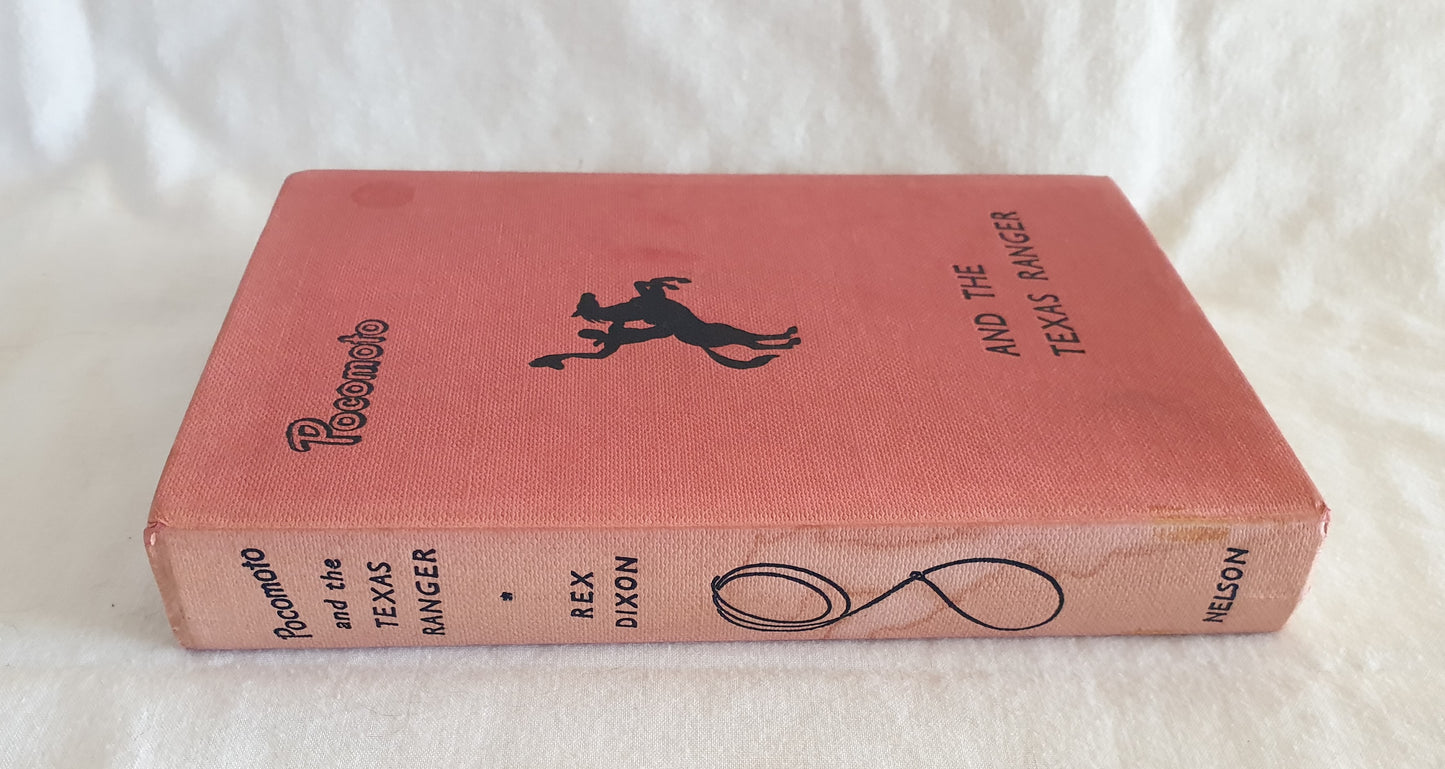 Pocomoto
AND THE
TEXAS RANGER
Pocomoto
and the
TEXAS
RANGER
REX
DIXON
NELSON